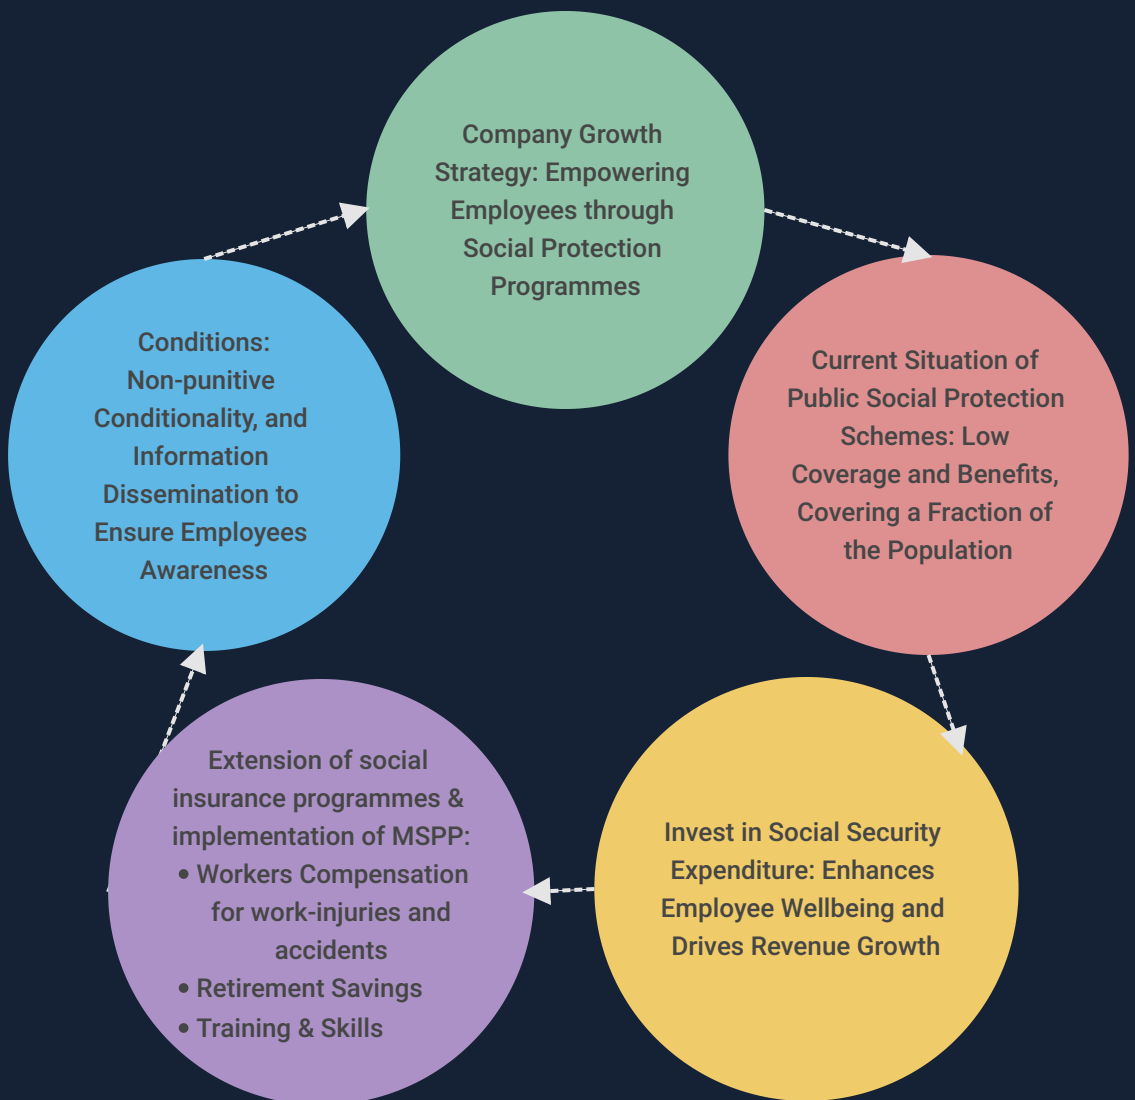 Company Growth
Strategy: Empowering
Employees through
Social Protection
Programmes
Current Situation of
Public Social Protection
Schemes: Low
Coverage and Benefits,
Covering a Fraction of
the Population
Invest in Social Security
Expenditure: Enhances
Employee Wellbeing and
Drives Revenue Growth
Extension of social
insurance programmes &
implementation of MSPP:
• Workers Compensation
for work-injuries and
accidents
• Retirement Savings
• Training & Skills
Conditions:
Non-punitive
Conditionality, and
Information
Dissemination to
Ensure Employees
Awareness